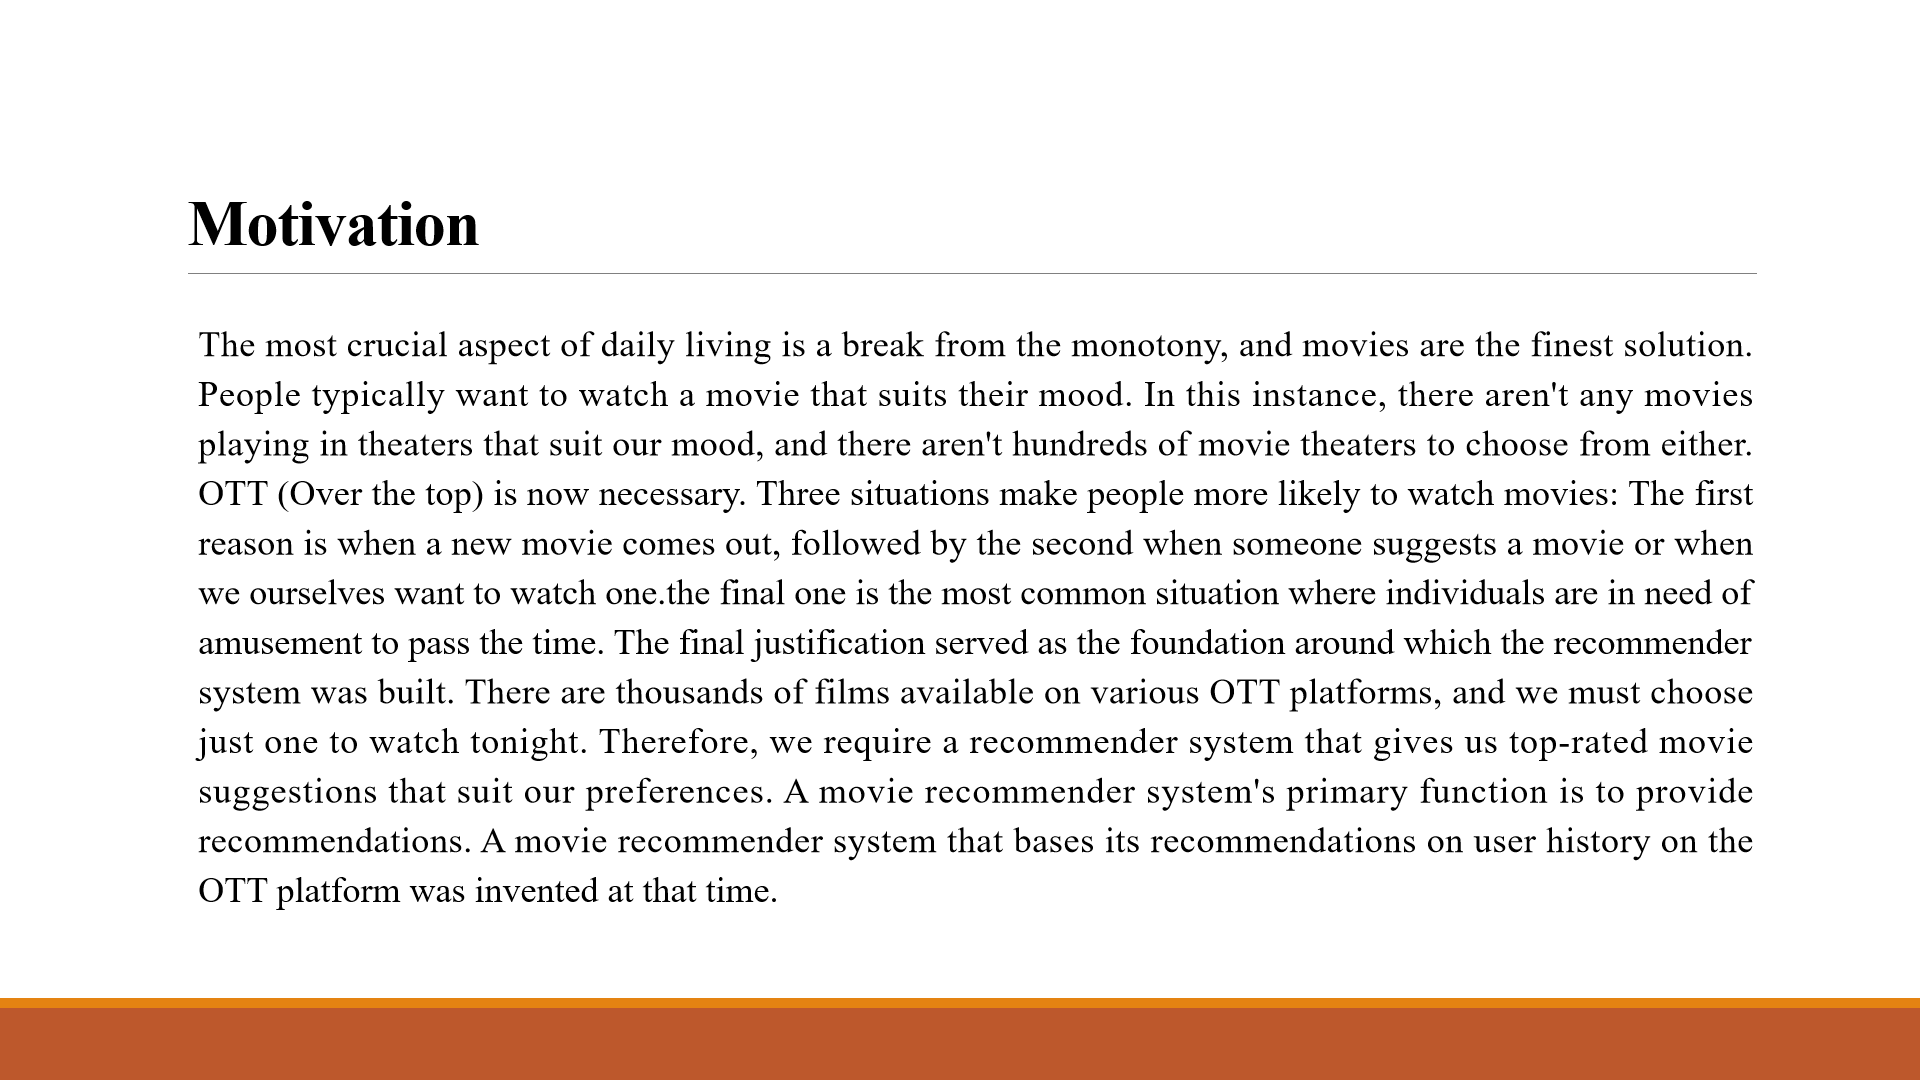 Motivation
The most crucial aspect of daily living is a break from the monotony, and movies are the finest solution.
People typically want to watch a movie that suits their mood. In this instance, there aren't any movies
playing in theaters that suit our mood, and there aren't hundreds of movie theaters to choose from either.
OTT (Over the top) is now necessary. Three situations make people more likely to watch movies: The first
reason is when a new movie comes out, followed by the second when someone suggests a movie or when
we ourselves want to watch one.the final one is the most common situation where individuals are in need of
amusement to pass the time. The final justification served as the foundation around which the recommender
system was built. There are thousands of films available on various OTT platforms, and we must choose
just one to watch tonight. Therefore, we require a recommender system that gives us top-rated movie
suggestions that suit our preferences. A movie recommender system's primary function is to provide
recommendations. A movie recommender system that bases its recommendations on user history on the
OTT platform was invented at that time.